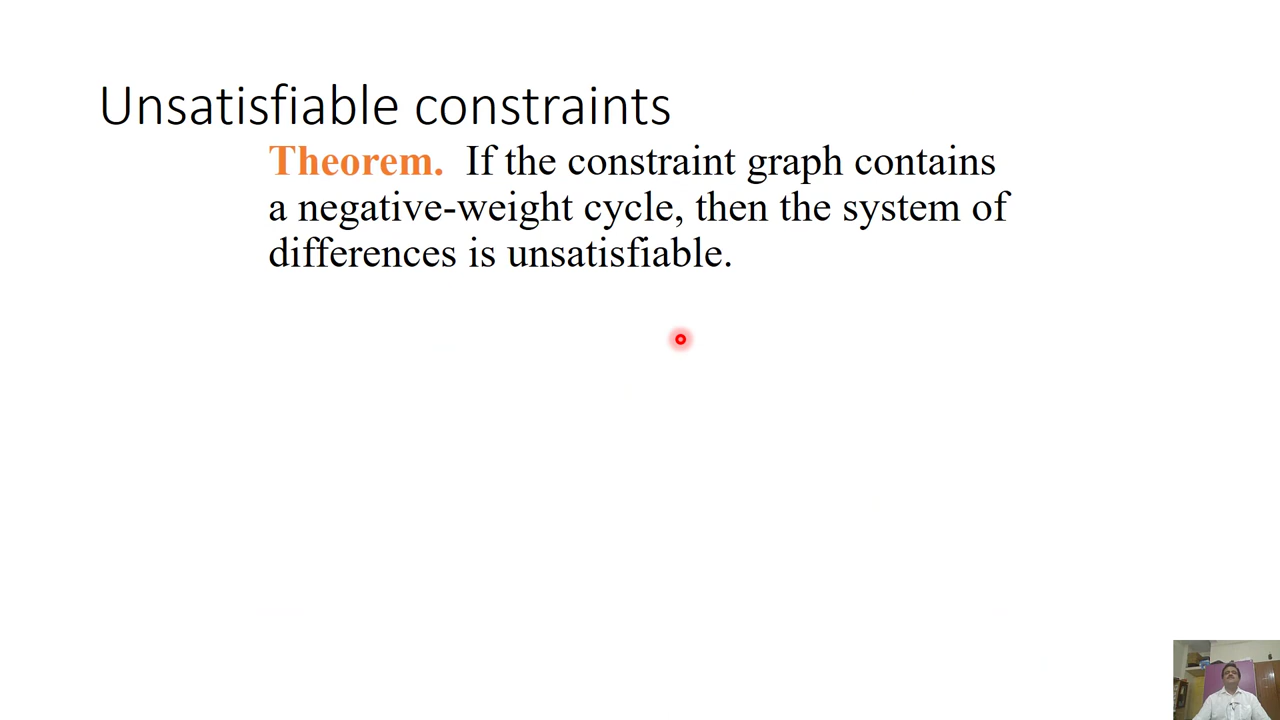 Unsatisfiable constraints
Theorem. If the constraint graph contains
a negative-weight cycle, then the system of
differences is unsatisfiable.